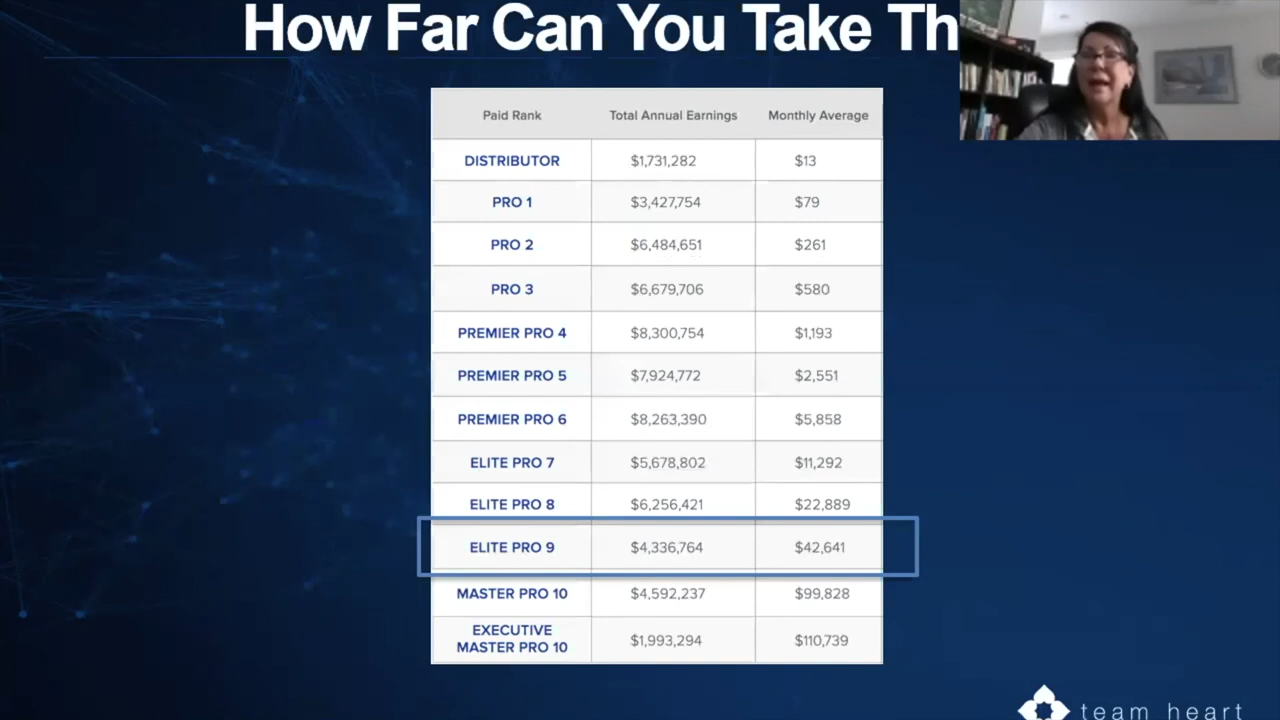 How Far Can You Take Th
Paid Rank Total Annual Earnings Monthly Average
DISTRIBUTOR $1,731,282 $13
PRO 1 $3,427,754 $79
PRO 2 $6,484,651 $261
PRO 3 $6,679,706 $580
PREMIER PRO 4 $8,300,754 $1,193
PREMIER PRO 5 $7,924,772 $2,551
PREMIER PRO 6 $8,263,390 $5,858
ELITE PRO 7 $5,678,802 $11,292
ELITE PRO 8 $6,256,421 $22,889
ELITE PRO 9 $4,336,764 $42,641
MASTER PRO 10 $4,592,237 $99,828
EXECUTIVE
MASTER PRO 10 $1,993,294 $110,739
team heart